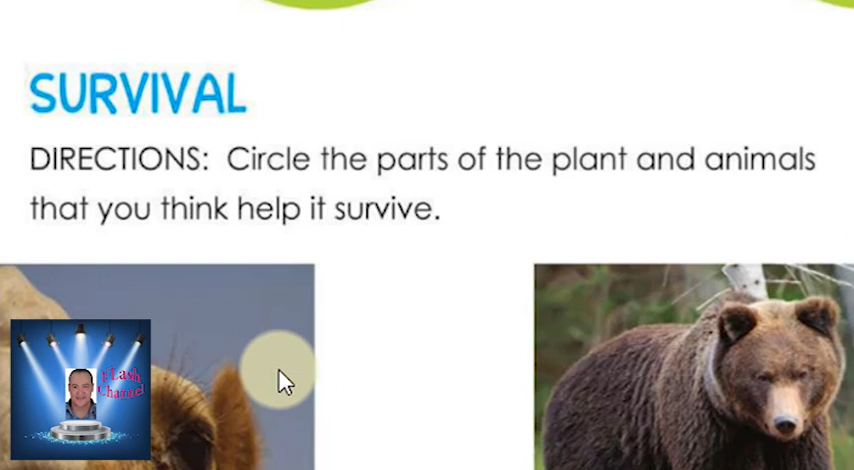 SURVIVAL
DIRECTIONS: Circle the parts of the plant and animals
that you think help it survive.
fLash
Channel